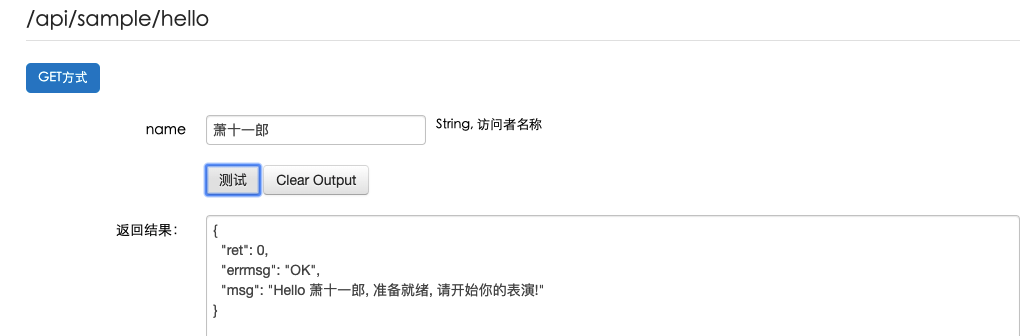 /api/sample/hello
GET方式
name 萧十一郎 String, 访问者名称
测试 Clear Output
返回结果： {
"ret": 0,
"errmsg": "OK",
"msg": "Hello 萧十一郎, 准备就绪, 请开始你的表演!"
}